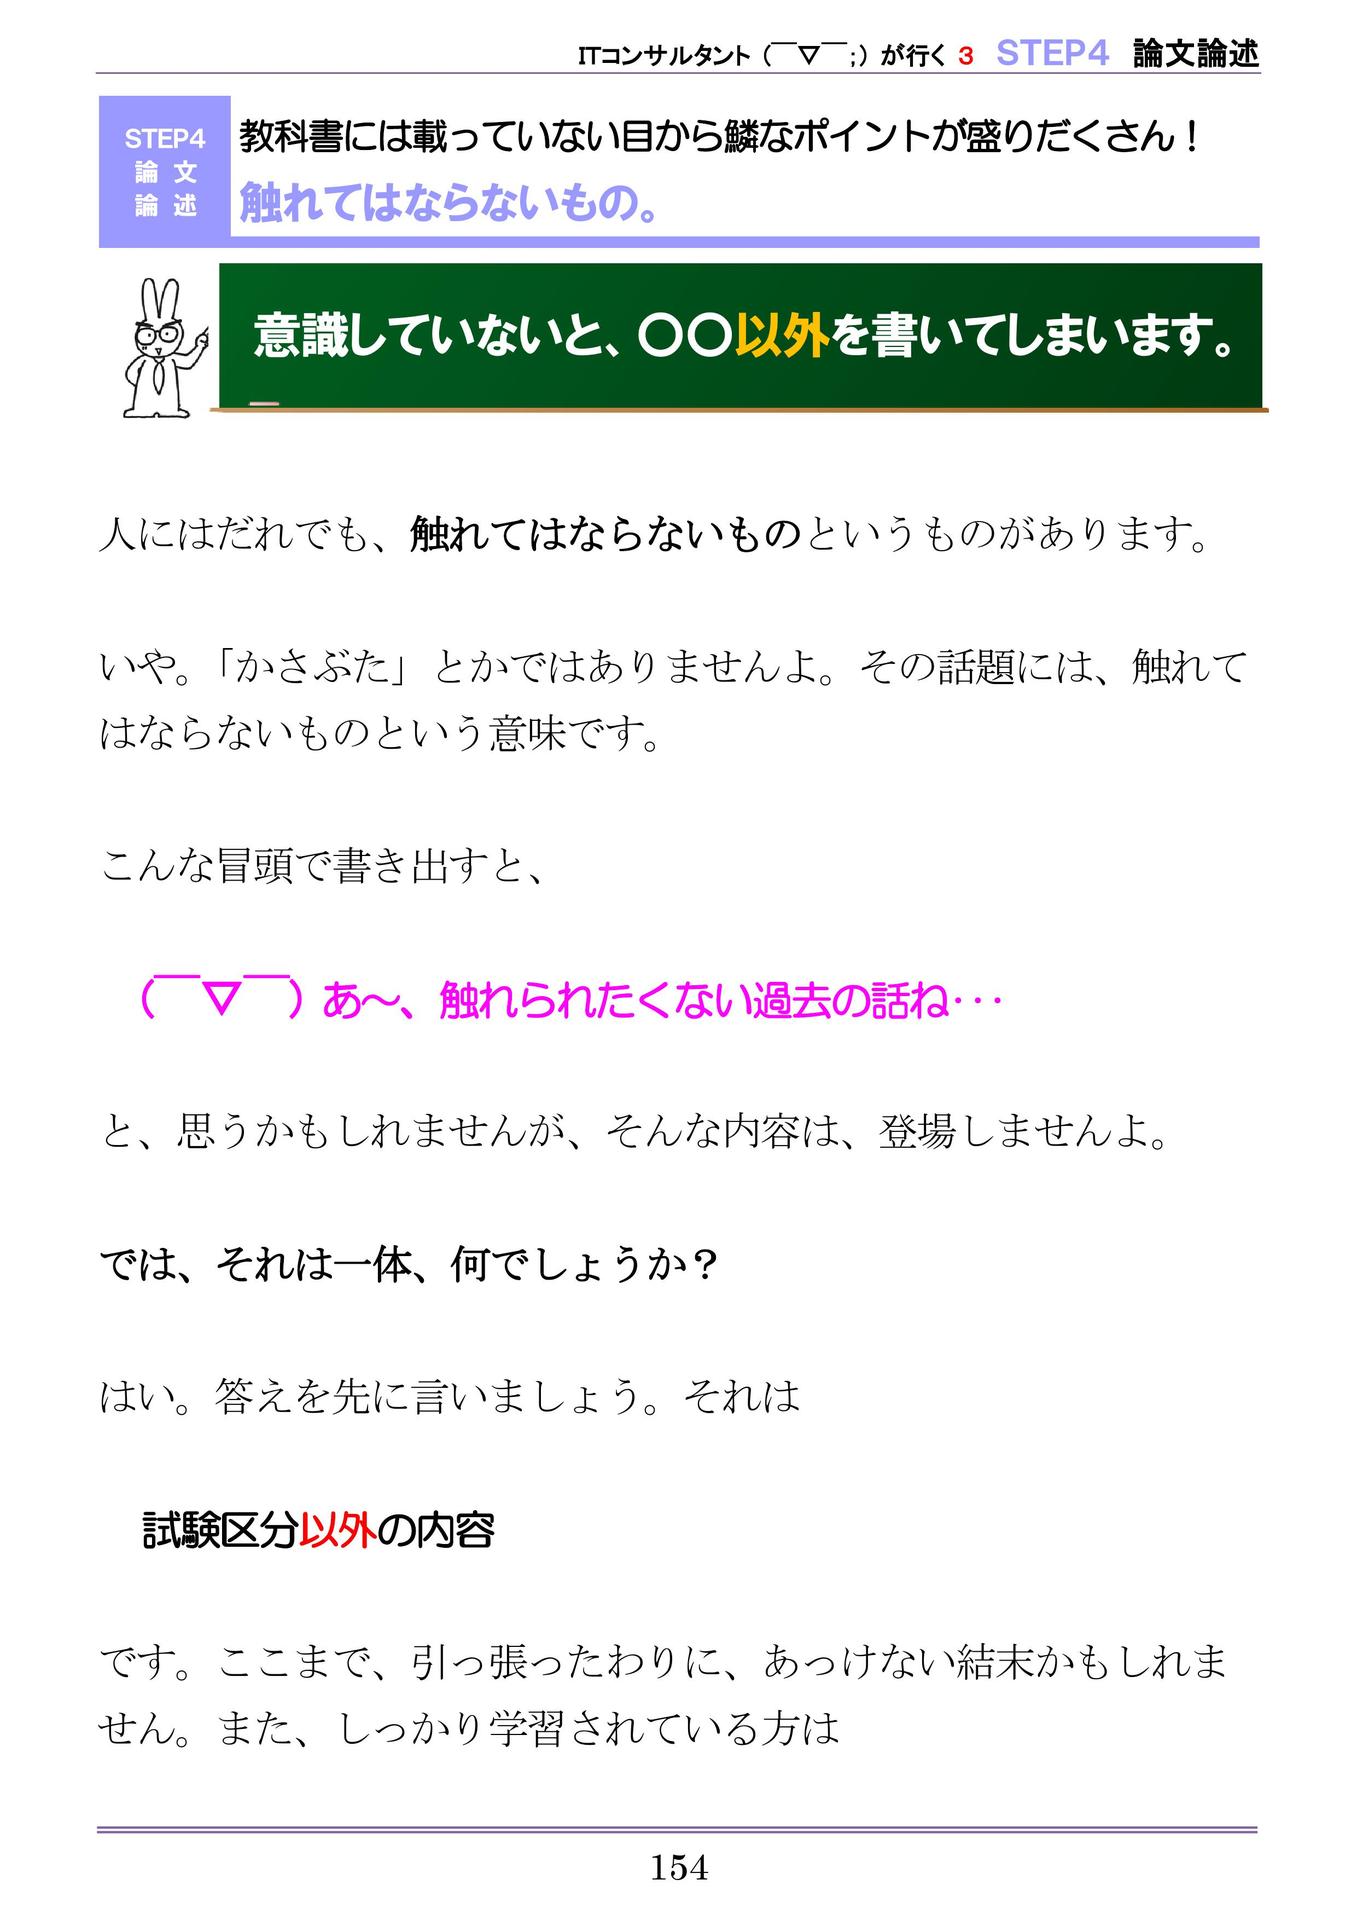 ITコンサルタント（￣▽￣；）が行く 3　STEP4　論文論述
STEP4
論 文
論 述
教科書には載っていない目から鱗なポイントが盛りだくさん！
触れてはならないもの。
意識していないと、〇〇以外を書いてしまいます。
人にはだれでも、触れてはならないものというものがあります。
いや。「かさぶた」とかではありませんよ。その話題には、触れて
はならないものという意味です。
こんな冒頭で書き出すと、
（￣▽￣）あ～、触れられたくない過去の話ね･･･
と、思うかもしれませんが、そんな内容は、登場しませんよ。
では、それは一体、何でしょうか？
はい。答えを先に言いましょう。それは
試験区分以外の内容
です。ここまで、引っ張ったわりに、あっけない結末かもしれま
せん。また、しっかり学習されている方は
154